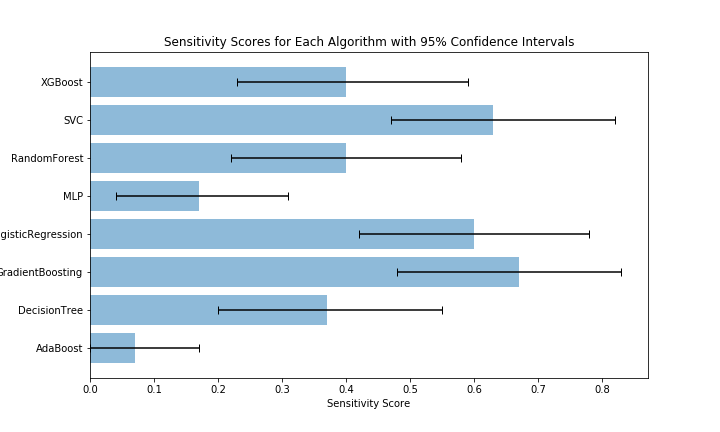 Sensitivity Scores for Each Algorithm with 95% Confidence Intervals
XGBoost
SVC
RandomForest
MLP
gisticRegression
GradientBoosting
DecisionTree
AdaBoost
0.0 0.1 0.2 0.3 0.4 0.5 0.6 0.7 0.8
Sensitivity Score